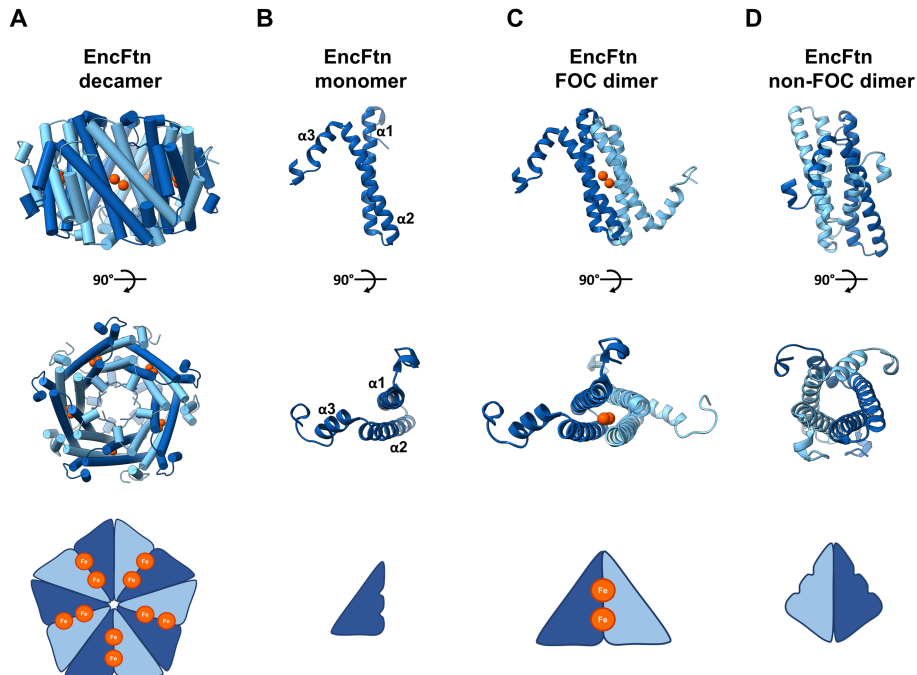 A
B
C
D
EncFtn
decamer
EncFtn
monomer
EncFtn
FOC dimer
EncFtn
non-FOC dimer
α3
α1
α2
90°
90°
90°
90°
α1
α3
α2
Fe
Fe
Fe
Fe
Fe
Fe
Fe
Fe
Fe
Fe
Fe
Fe